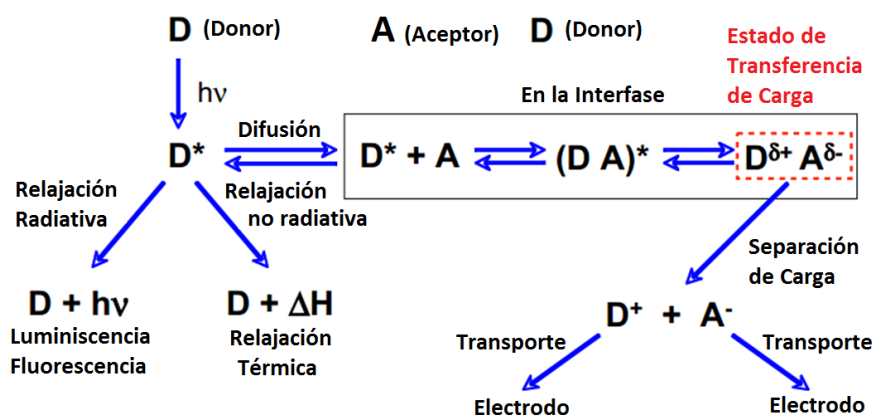 D (Donor)
A (Aceptor) D (Donor)
Estado de
Transferencia
de Carga
hν
En la Interfase
Difusión
D*
D* + A
(D A)*
Dδ+ Aδ-
Relajación
Radiativa
Relajación
no radiativa
Separación
de Carga
D + hν
Luminiscencia
Fluorescencia
D + ΔH
Relajación
Térmica
D+ + A-
Transporte
Transporte
Electrodo
Electrodo